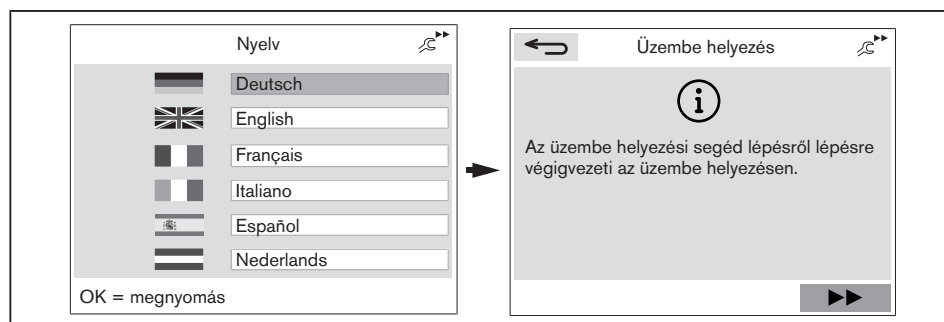 Nyelv
Deutsch
English
Français
Italiano
Español
Nederlands
OK = megnyomás
Üzembe helyezés
i
Az üzembe helyezési segéd lépésről lépésre
végigvezeti az üzembe helyezésen.